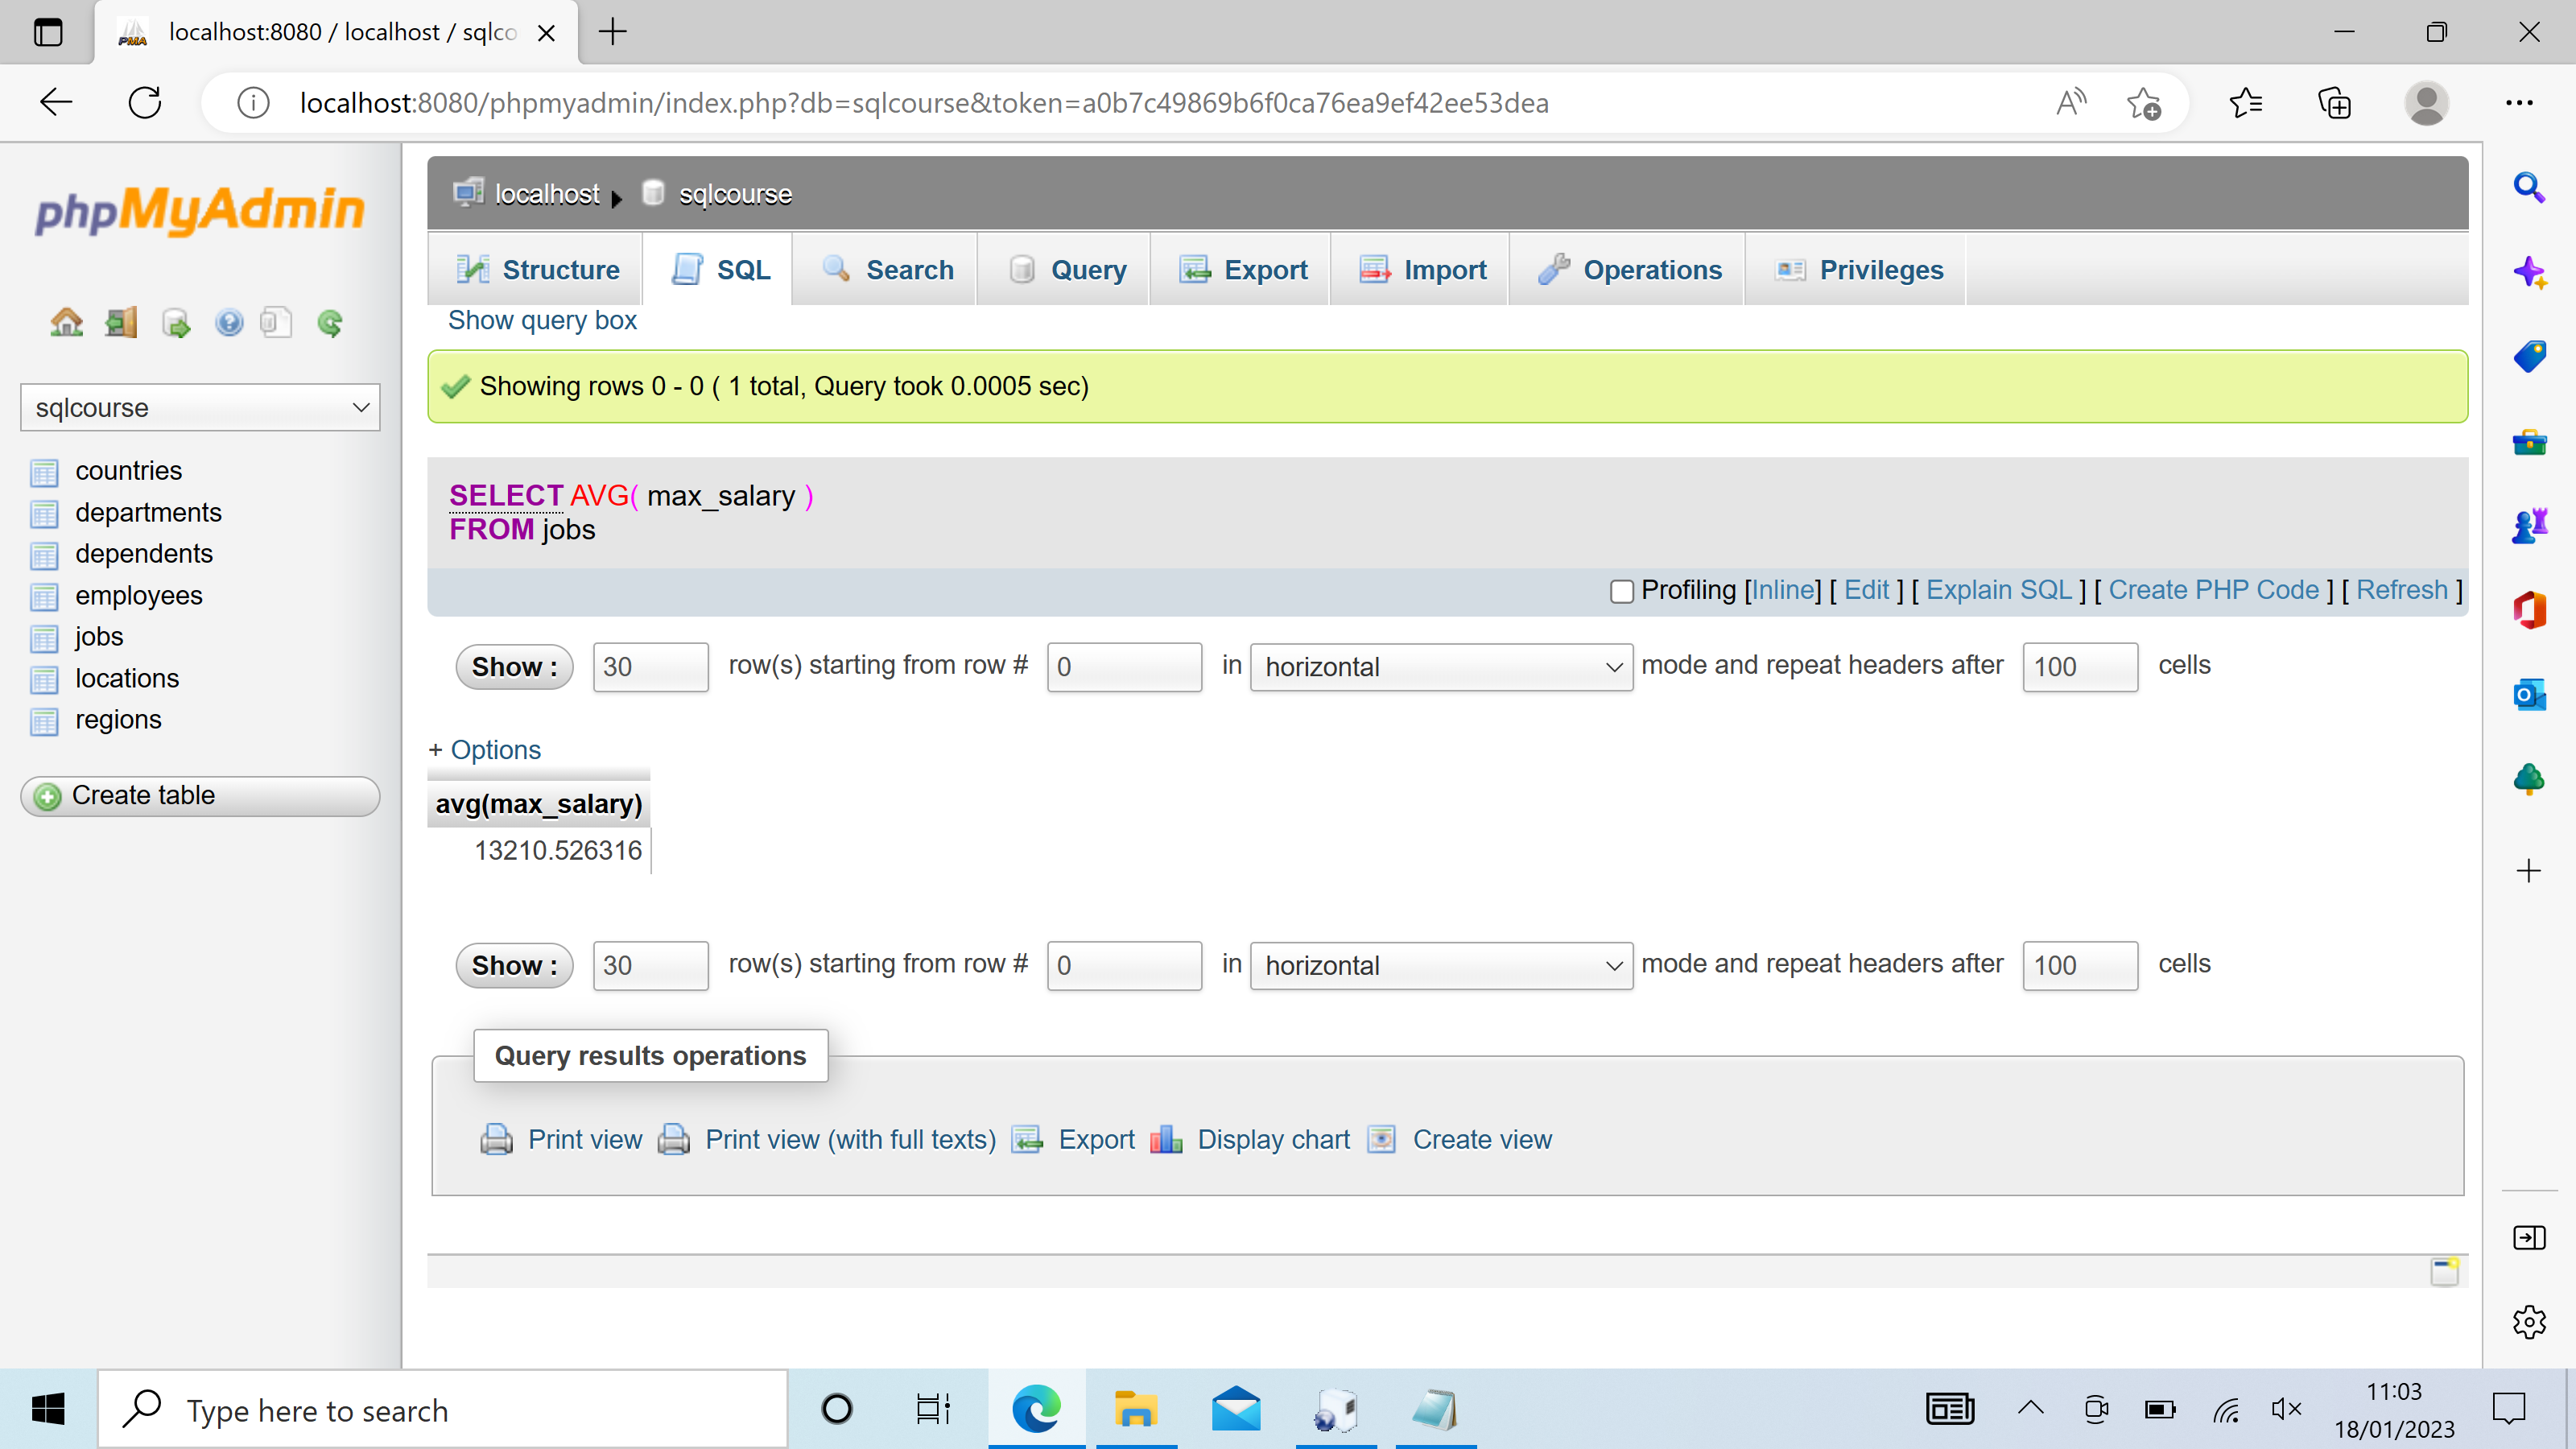 localhost:8080 / localhost / sqlco
localhost:8080/phpmyadmin/index.php?db=sqlcourse&token=a0b7c49869b6f0ca76ea9ef42ee53dea
phpMyAdmin
localhost sqlcourse
Structure SQL Search Query Export Import Operations Privileges
Show query box
Showing rows 0 - 0 ( 1 total, Query took 0.0005 sec)
sqlcourse
countries
departments
dependents
employees
jobs
locations
regions
Create table
SELECT AVG( max_salary )
FROM jobs
Profiling [Inline] [ Edit ] [ Explain SQL ] [ Create PHP Code ] [ Refresh ]
Show : 30 row(s) starting from row # 0 in horizontal mode and repeat headers after 100 cells
+ Options
avg(max_salary)
13210.526316
Show : 30 row(s) starting from row # 0 in horizontal mode and repeat headers after 100 cells
Query results operations
Print view Print view (with full texts) Export Display chart Create view
Type here to search
11:03
18/01/2023